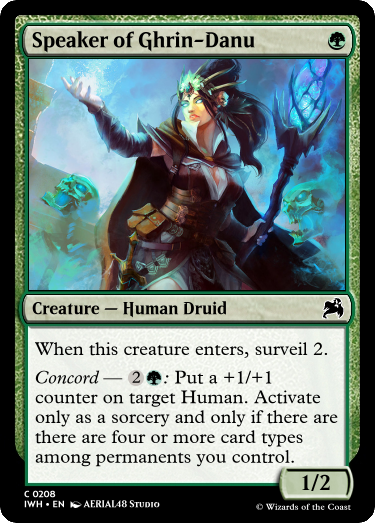 Speaker of Ghrin-Danu
Creature — Human Druid
When this creature enters, surveil 2.
Concord — 2: Put a +1/+1
counter on target Human. Activate
only as a sorcery and only if there are
there are four or more card types
among permanents you control.
1/2
C 0208
IWH • EN AERIAL48 STUDIO
© Wizards of the Coast